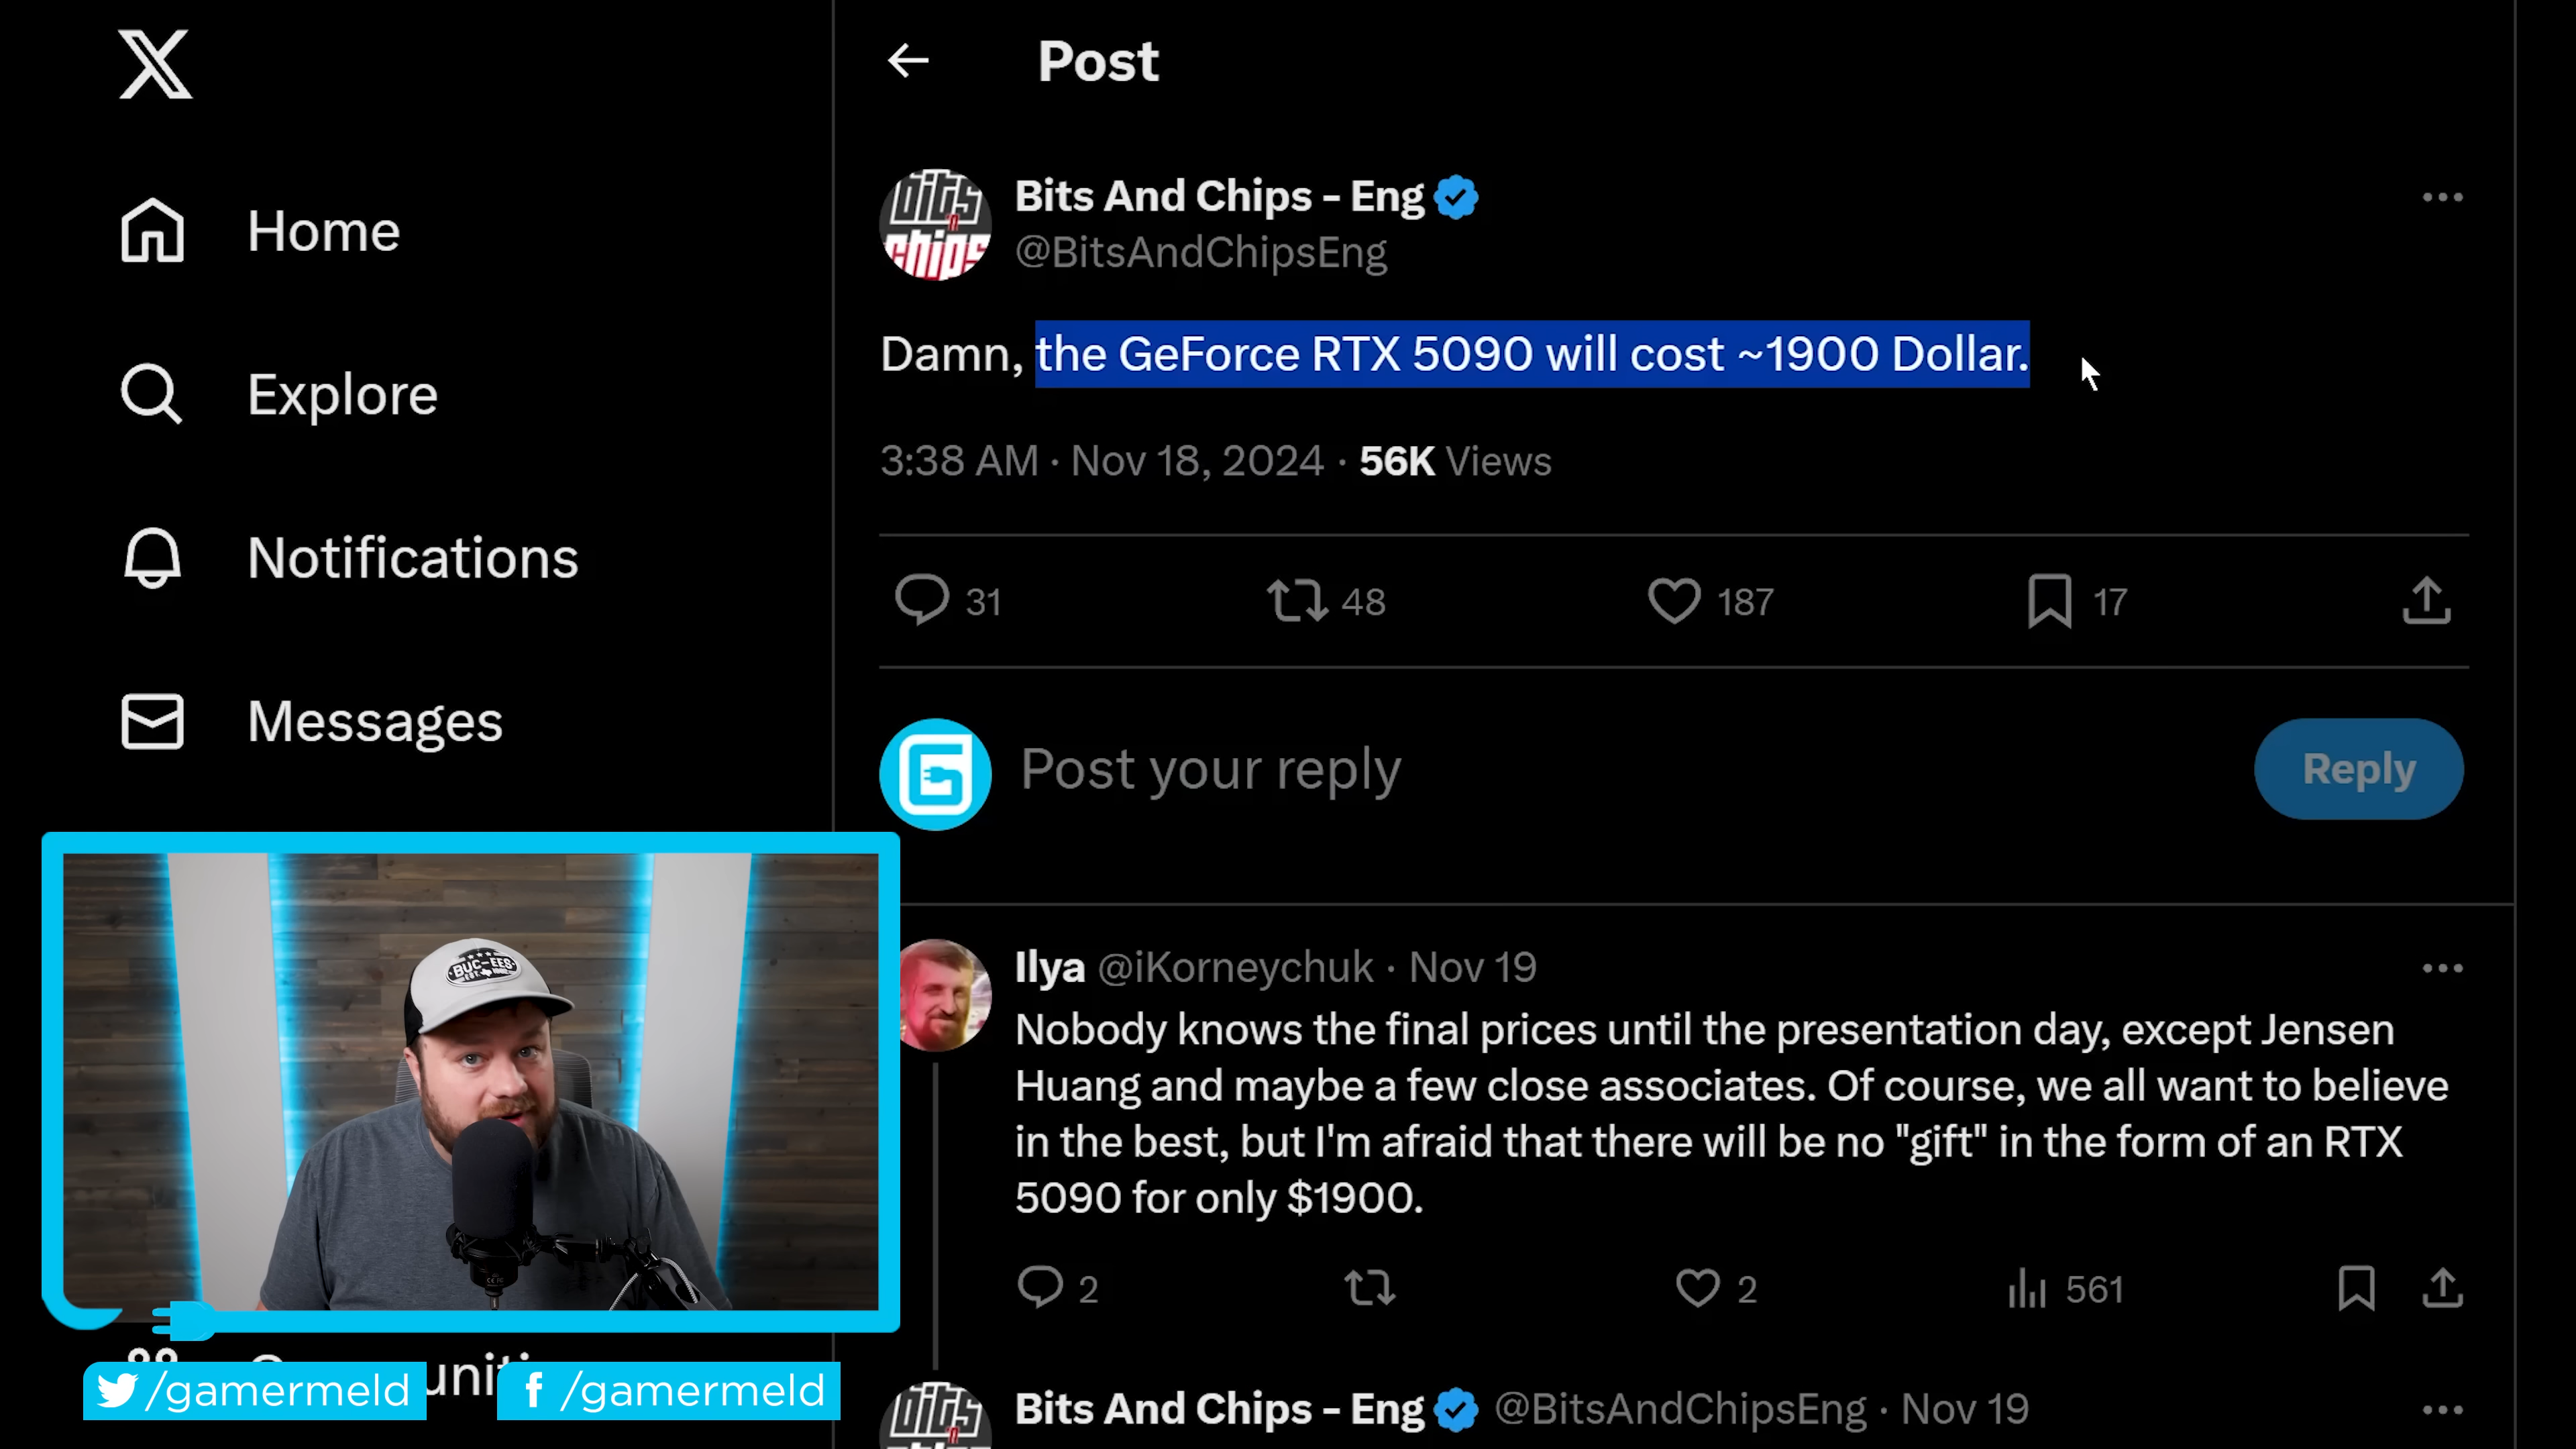 Post
Home
Explore
Notifications
Messages
bits
n
chips
Bits And Chips - Eng
@BitsAndChipsEng
Damn, the GeForce RTX 5090 will cost ~1900 Dollar.
3:38 AM · Nov 18, 2024 · 56K Views
31
48
187
17
Post your reply
Reply
Ilya @iKorneychuk · Nov 19
Nobody knows the final prices until the presentation day, except Jensen
Huang and maybe a few close associates. Of course, we all want to believe
in the best, but I'm afraid that there will be no "gift" in the form of an RTX
5090 for only $1900.
2
2
561
bits
Bits And Chips - Eng @BitsAndChipsEng · Nov 19
BUC-EES
/gamermeld
/gamermeld